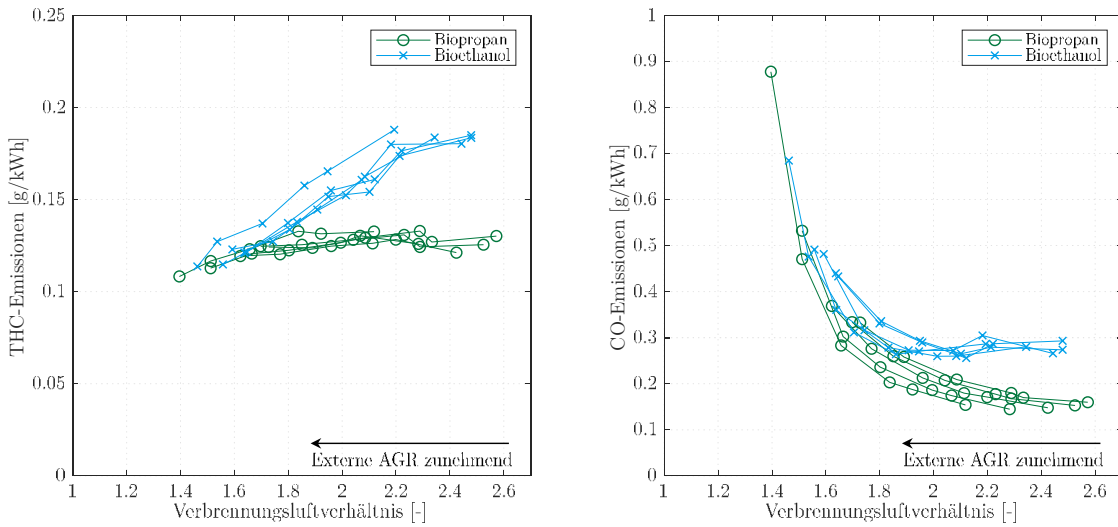 0.25
0.2
0.15
0.1
0.05
0
THC-Emissionen [g/kWh]
Biopropan
Bioethanol
Externe AGR zunehmend
1 1.2 1.4 1.6 1.8 2 2.2 2.4 2.6
Verbrennungsluftverhältnis [-]
1
0.9
0.8
0.7
0.6
0.5
0.4
0.3
0.2
0.1
0
CO-Emissionen [g/kWh]
Biopropan
Bioethanol
Externe AGR zunehmend
1 1.2 1.4 1.6 1.8 2 2.2 2.4 2.6
Verbrennungsluftverhältnis [-]